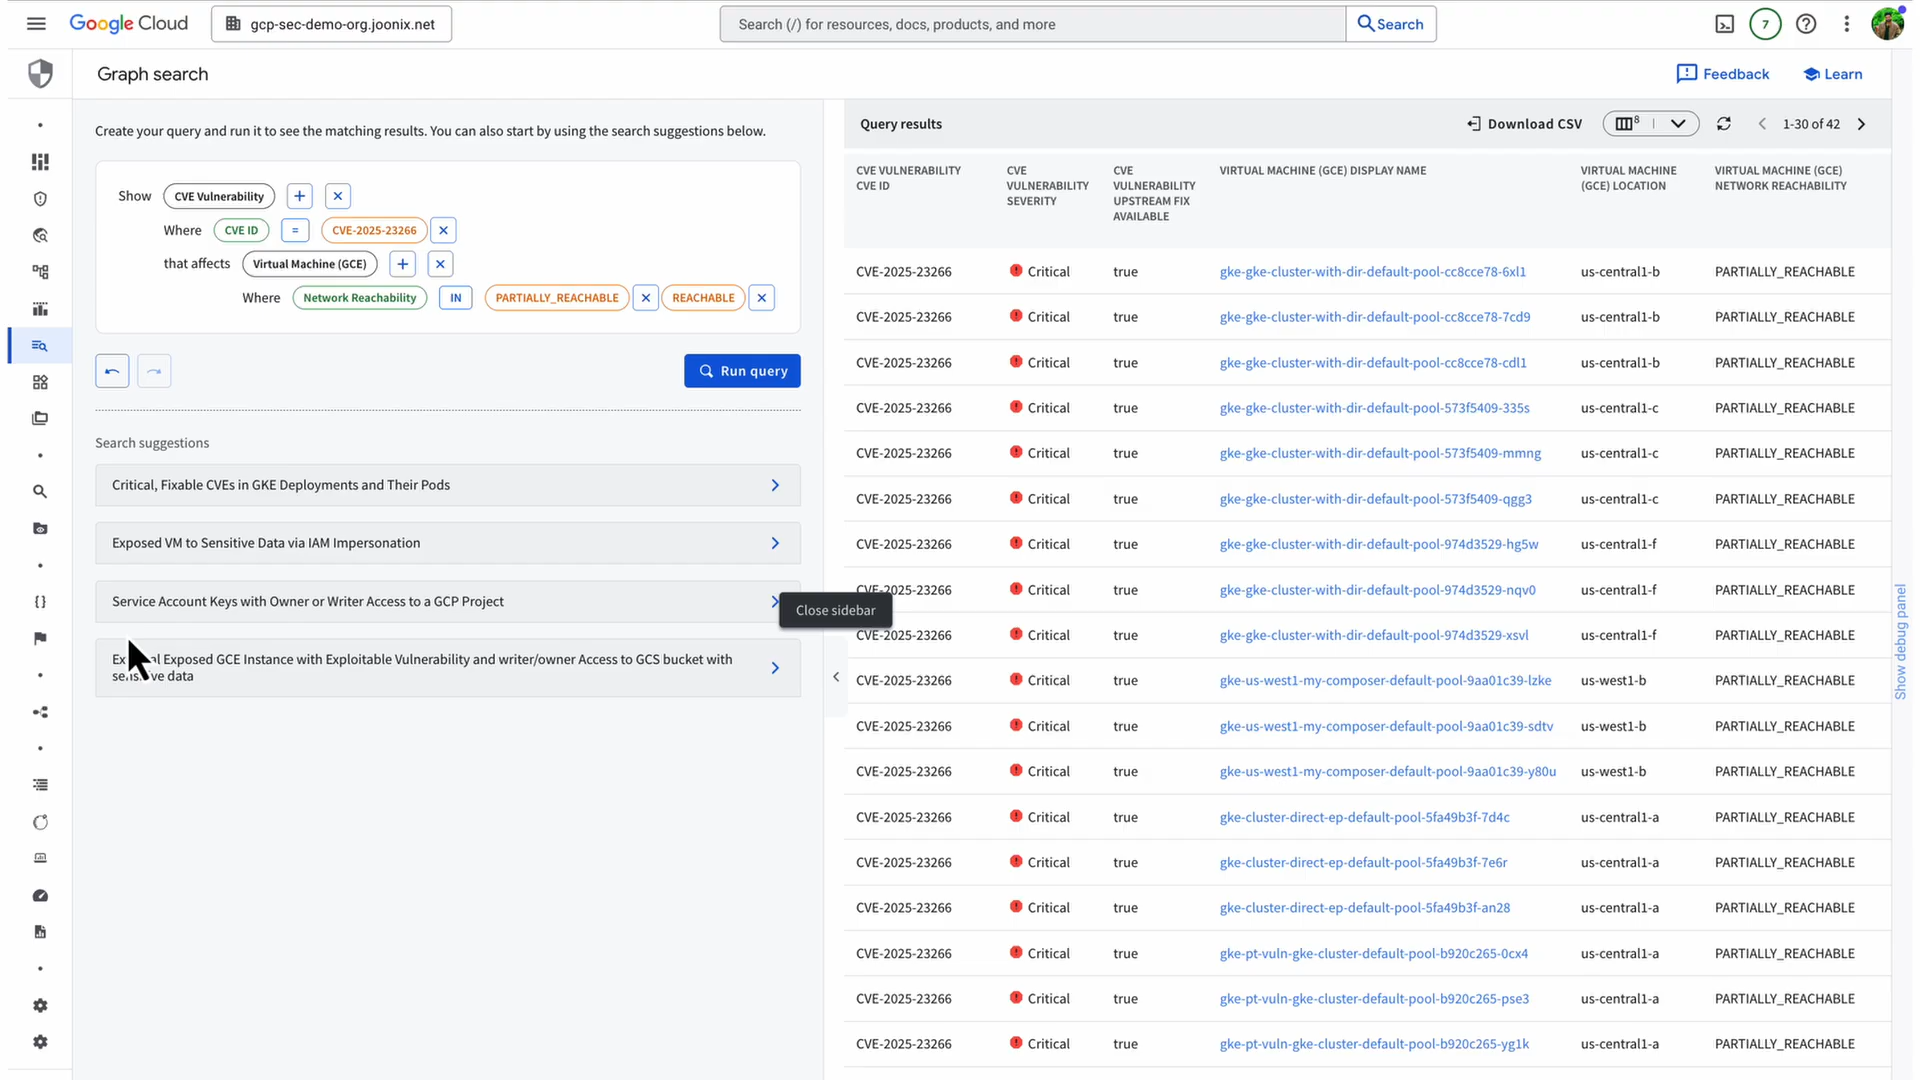 Google Cloud
gcp-sec-demo-org.joonix.net
Search (/) for resources, docs, products, and more
Search
7
Graph search
Feedback
Learn
Create your query and run it to see the matching results. You can also start by using the search suggestions below.
Show CVE Vulnerability + ×
Where CVE ID = CVE-2025-23266 ×
that affects Virtual Machine (GCE) + ×
Where Network Reachability IN PARTIALLY_REACHABLE × REACHABLE ×
Run query
Search suggestions
Critical, Fixable CVEs in GKE Deployments and Their Pods
Exposed VM to Sensitive Data via IAM Impersonation
Service Account Keys with Owner or Writer Access to a GCP Project
Exposed GCE Instance with Exploitable Vulnerability and writer/owner Access to GCS bucket with
data
Close sidebar
Query results
Download CSV
8
1-30 of 42
CVE VULNERABILITY CVE ID
CVE VULNERABILITY SEVERITY
CVE VULNERABILITY UPSTREAM FIX AVAILABLE
VIRTUAL MACHINE (GCE) DISPLAY NAME
VIRTUAL MACHINE (GCE) LOCATION
VIRTUAL MACHINE (GCE) NETWORK REACHABILITY
CVE-2025-23266 Critical true gke-gke-cluster-with-dir-default-pool-cc8cce78-6xl1 us-central1-b PARTIALLY_REACHABLE
CVE-2025-23266 Critical true gke-gke-cluster-with-dir-default-pool-cc8cce78-7cd9 us-central1-b PARTIALLY_REACHABLE
CVE-2025-23266 Critical true gke-gke-cluster-with-dir-default-pool-cc8cce78-cdl1 us-central1-b PARTIALLY_REACHABLE
CVE-2025-23266 Critical true gke-gke-cluster-with-dir-default-pool-573f5409-335s us-central1-c PARTIALLY_REACHABLE
CVE-2025-23266 Critical true gke-gke-cluster-with-dir-default-pool-573f5409-mmng us-central1-c PARTIALLY_REACHABLE
CVE-2025-23266 Critical true gke-gke-cluster-with-dir-default-pool-573f5409-qgg3 us-central1-c PARTIALLY_REACHABLE
CVE-2025-23266 Critical true gke-gke-cluster-with-dir-default-pool-974d3529-hg5w us-central1-f PARTIALLY_REACHABLE
CVE-2025-23266 Critical true gke-gke-cluster-with-dir-default-pool-974d3529-nqv0 us-central1-f PARTIALLY_REACHABLE
CVE-2025-23266 Critical true gke-gke-cluster-with-dir-default-pool-974d3529-xsvl us-central1-f PARTIALLY_REACHABLE
CVE-2025-23266 Critical true gke-us-west1-my-composer-default-pool-9aa01c39-lzke us-west1-b PARTIALLY_REACHABLE
CVE-2025-23266 Critical true gke-us-west1-my-composer-default-pool-9aa01c39-sdtv us-west1-b PARTIALLY_REACHABLE
CVE-2025-23266 Critical true gke-us-west1-my-composer-default-pool-9aa01c39-y80u us-west1-b PARTIALLY_REACHABLE
CVE-2025-23266 Critical true gke-cluster-direct-ep-default-pool-5fa49b3f-7d4c us-central1-a PARTIALLY_REACHABLE
CVE-2025-23266 Critical true gke-cluster-direct-ep-default-pool-5fa49b3f-7e6r us-central1-a PARTIALLY_REACHABLE
CVE-2025-23266 Critical true gke-cluster-direct-ep-default-pool-5fa49b3f-an28 us-central1-a PARTIALLY_REACHABLE
CVE-2025-23266 Critical true gke-pt-vuln-gke-cluster-default-pool-b920c265-0cx4 us-central1-a PARTIALLY_REACHABLE
CVE-2025-23266 Critical true gke-pt-vuln-gke-cluster-default-pool-b920c265-pse3 us-central1-a PARTIALLY_REACHABLE
CVE-2025-23266 Critical true gke-pt-vuln-gke-cluster-default-pool-b920c265-yg1k us-central1-a PARTIALLY_REACHABLE
Show debug panel